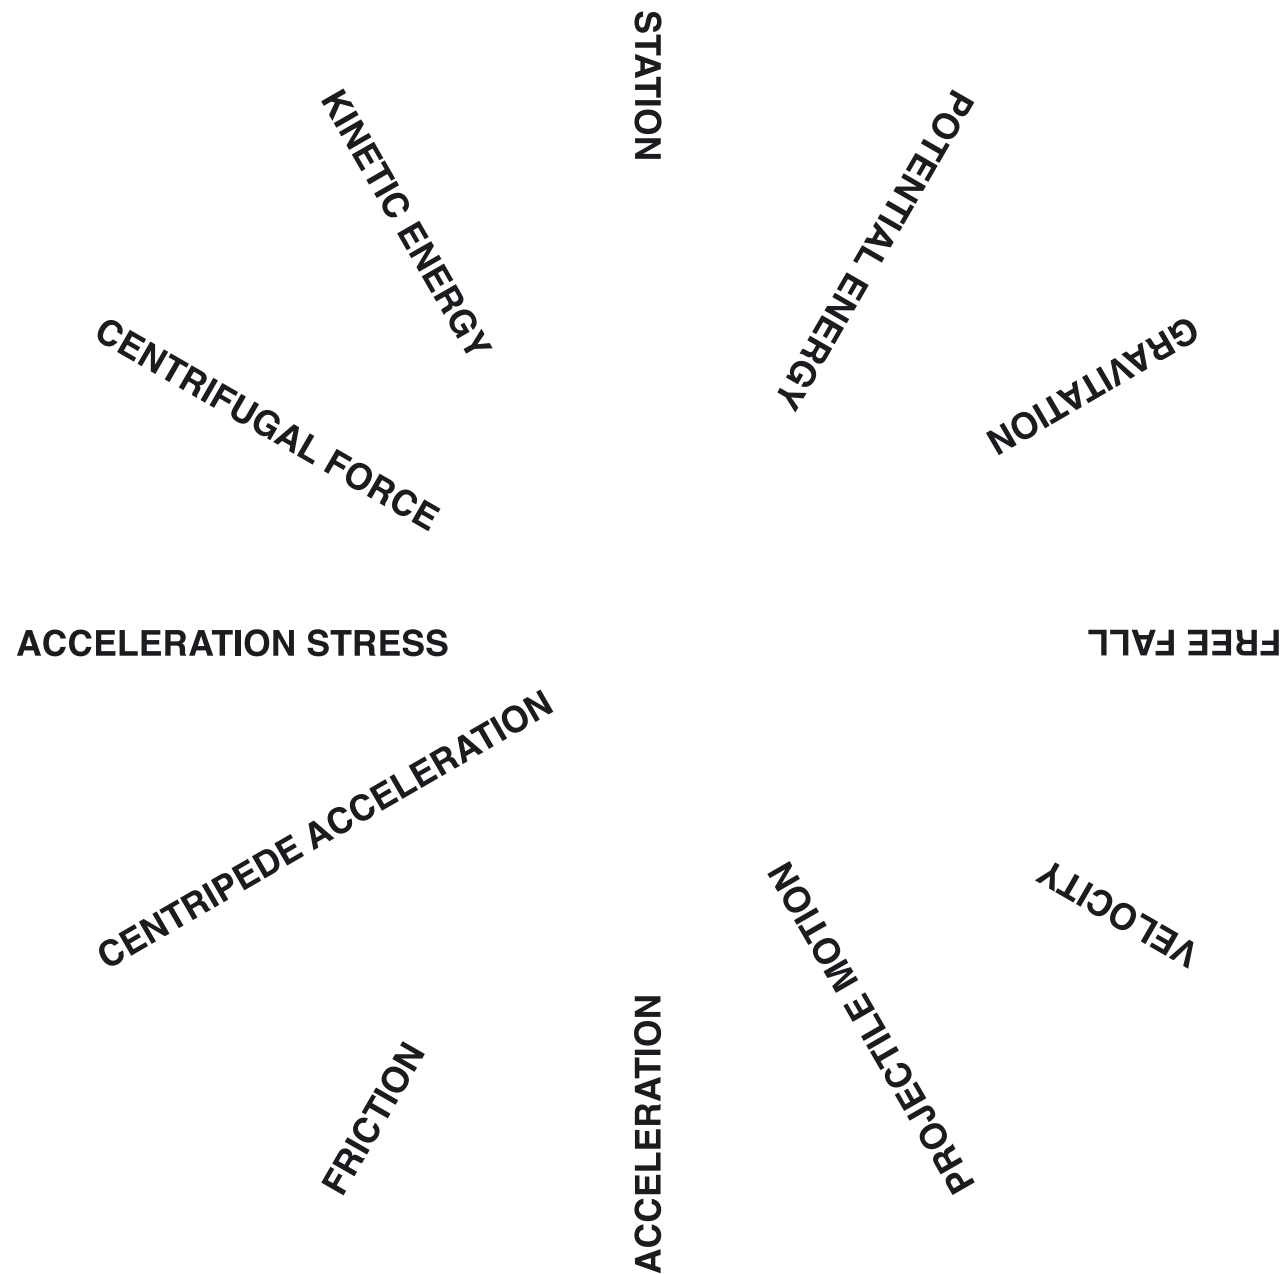 STATION
POTENTIAL ENERGY
GRAVITATION
FREE FALL
VELOCITY
PROJECTILE MOTION
ACCELERATION
FRICTION
CENTRIPEDE ACCELERATION
ACCELERATION STRESS
CENTRIFUGAL FORCE
KINETIC ENERGY